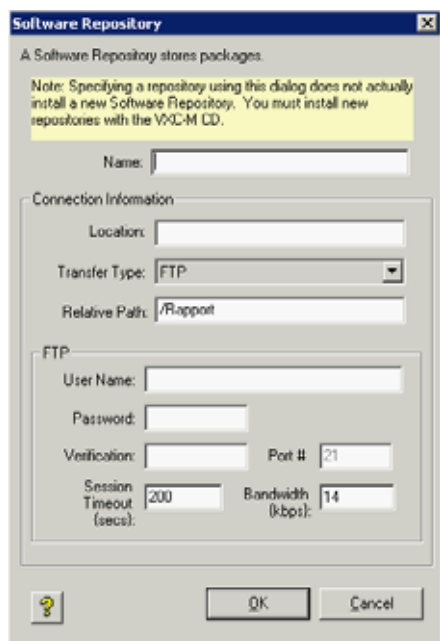 Software Repository
A Software Repository stores packages.
Note: Specifying a repository using this dialog does not actually
install a new Software Repository. You must install new
repositories with the VXC-M CD.
Name:
Connection Information
Location:
Transfer Type: FTP
Relative Path: /Rapport
FTP
User Name:
Password:
Verification: Port # 21
Session
Timeout
(secs): 200 Bandwidth
(kbps): 14
? OK Cancel